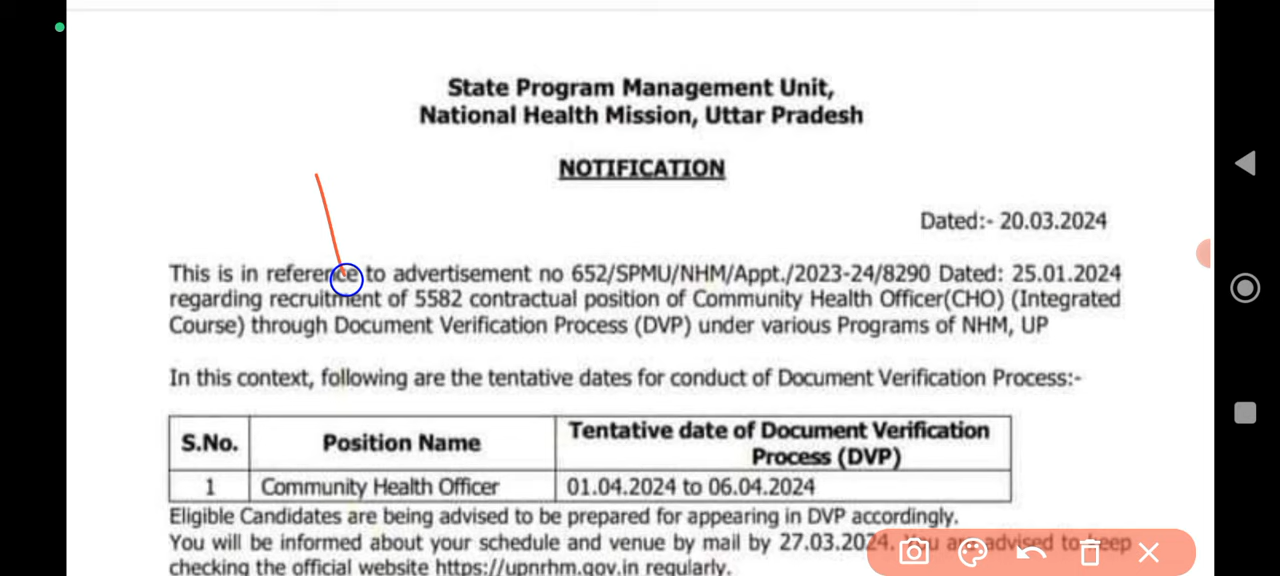 State Program Management Unit,
National Health Mission, Uttar Pradesh
NOTIFICATION
Dated:- 20.03.2024
This is in reference to advertisement no 652/SPMU/NHM/Appt./2023-24/8290 Dated: 25.01.2024
regarding recruitment of 5582 contractual position of Community Health Officer(CHO) (Integrated
Course) through Document Verification Process (DVP) under various Programs of NHM, UP
In this context, following are the tentative dates for conduct of Document Verification Process:-
S.No. Position Name Tentative date of Document Verification
Process (DVP)
1 Community Health Officer 01.04.2024 to 06.04.2024
Eligible Candidates are being advised to be prepared for appearing in DVP accordingly.
You will be informed about your schedule and venue by mail by 27.03.2024. You are advised to keep
checking the official website https://upnrhm.gov.in regularly.